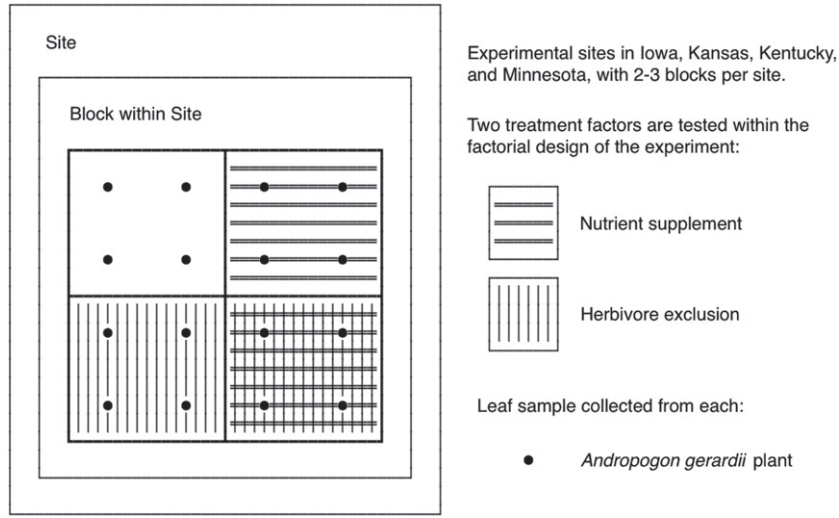 Site
Block within Site
Experimental sites in Iowa, Kansas, Kentucky,
and Minnesota, with 2-3 blocks per site.
Two treatment factors are tested within the
factorial design of the experiment:
Nutrient supplement
Herbivore exclusion
Leaf sample collected from each:
Andropogon gerardii plant